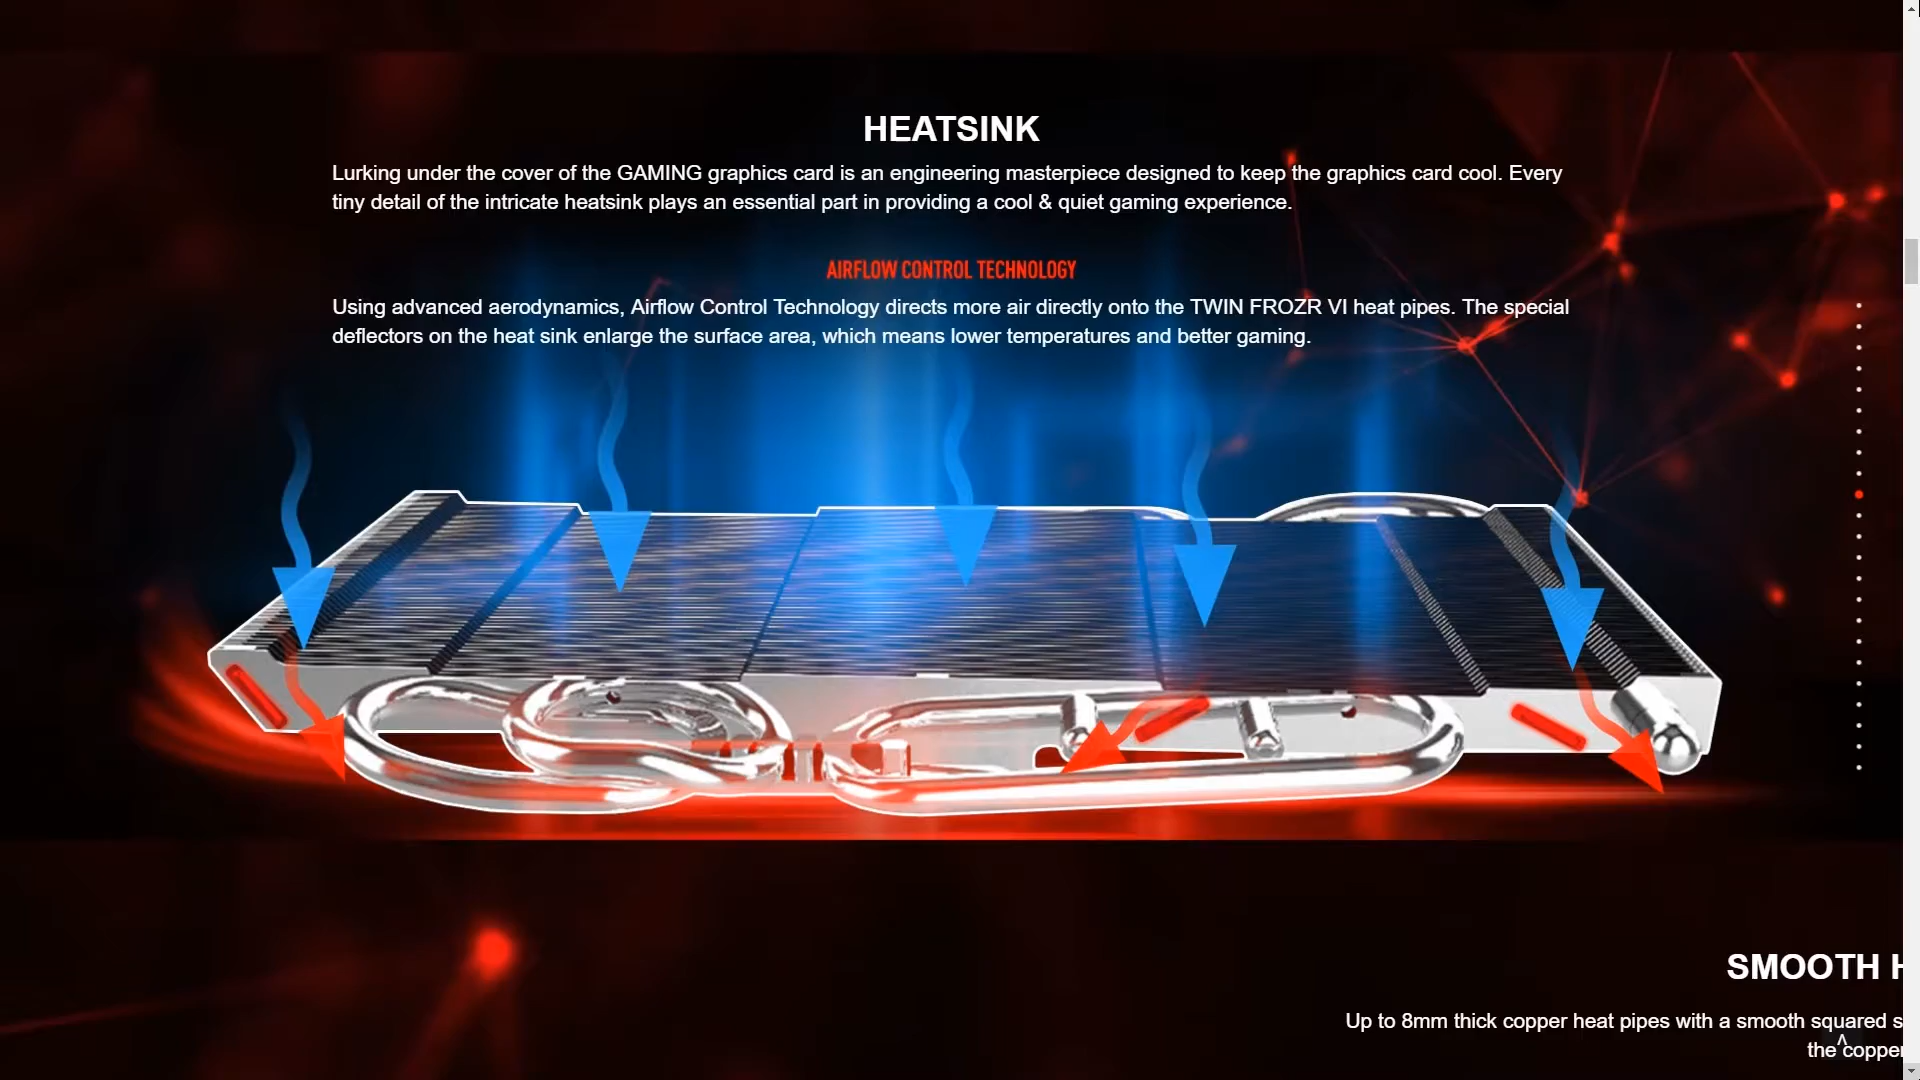 HEATSINK
Lurking under the cover of the GAMING graphics card is an engineering masterpiece designed to keep the graphics card cool. Every
tiny detail of the intricate heatsink plays an essential part in providing a cool & quiet gaming experience.
AIRFLOW CONTROL TECHNOLOGY
Using advanced aerodynamics, Airflow Control Technology directs more air directly onto the TWIN FROZR VI heat pipes. The special
deflectors on the heat sink enlarge the surface area, which means lower temperatures and better gaming.
SMOOTH
Up to 8mm thick copper heat pipes with a smooth squared
the copper